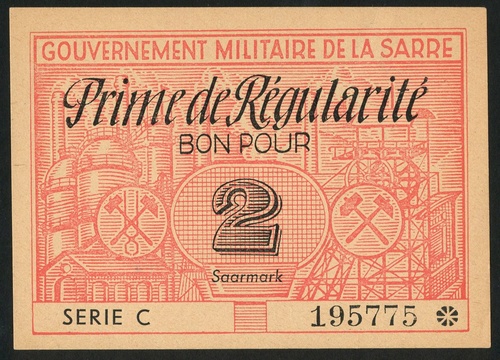 GOUVERNEMENT MILITAIRE DE LA SARRE
Prime de Régularité
BON POUR
2
Saarmark
SERIE C 195775